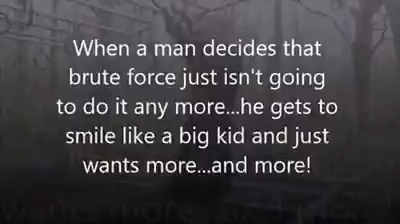 When a man decides that
brute force just isn't going
to do it any more...he gets to
smile like a big kid and just
wants more...and more!